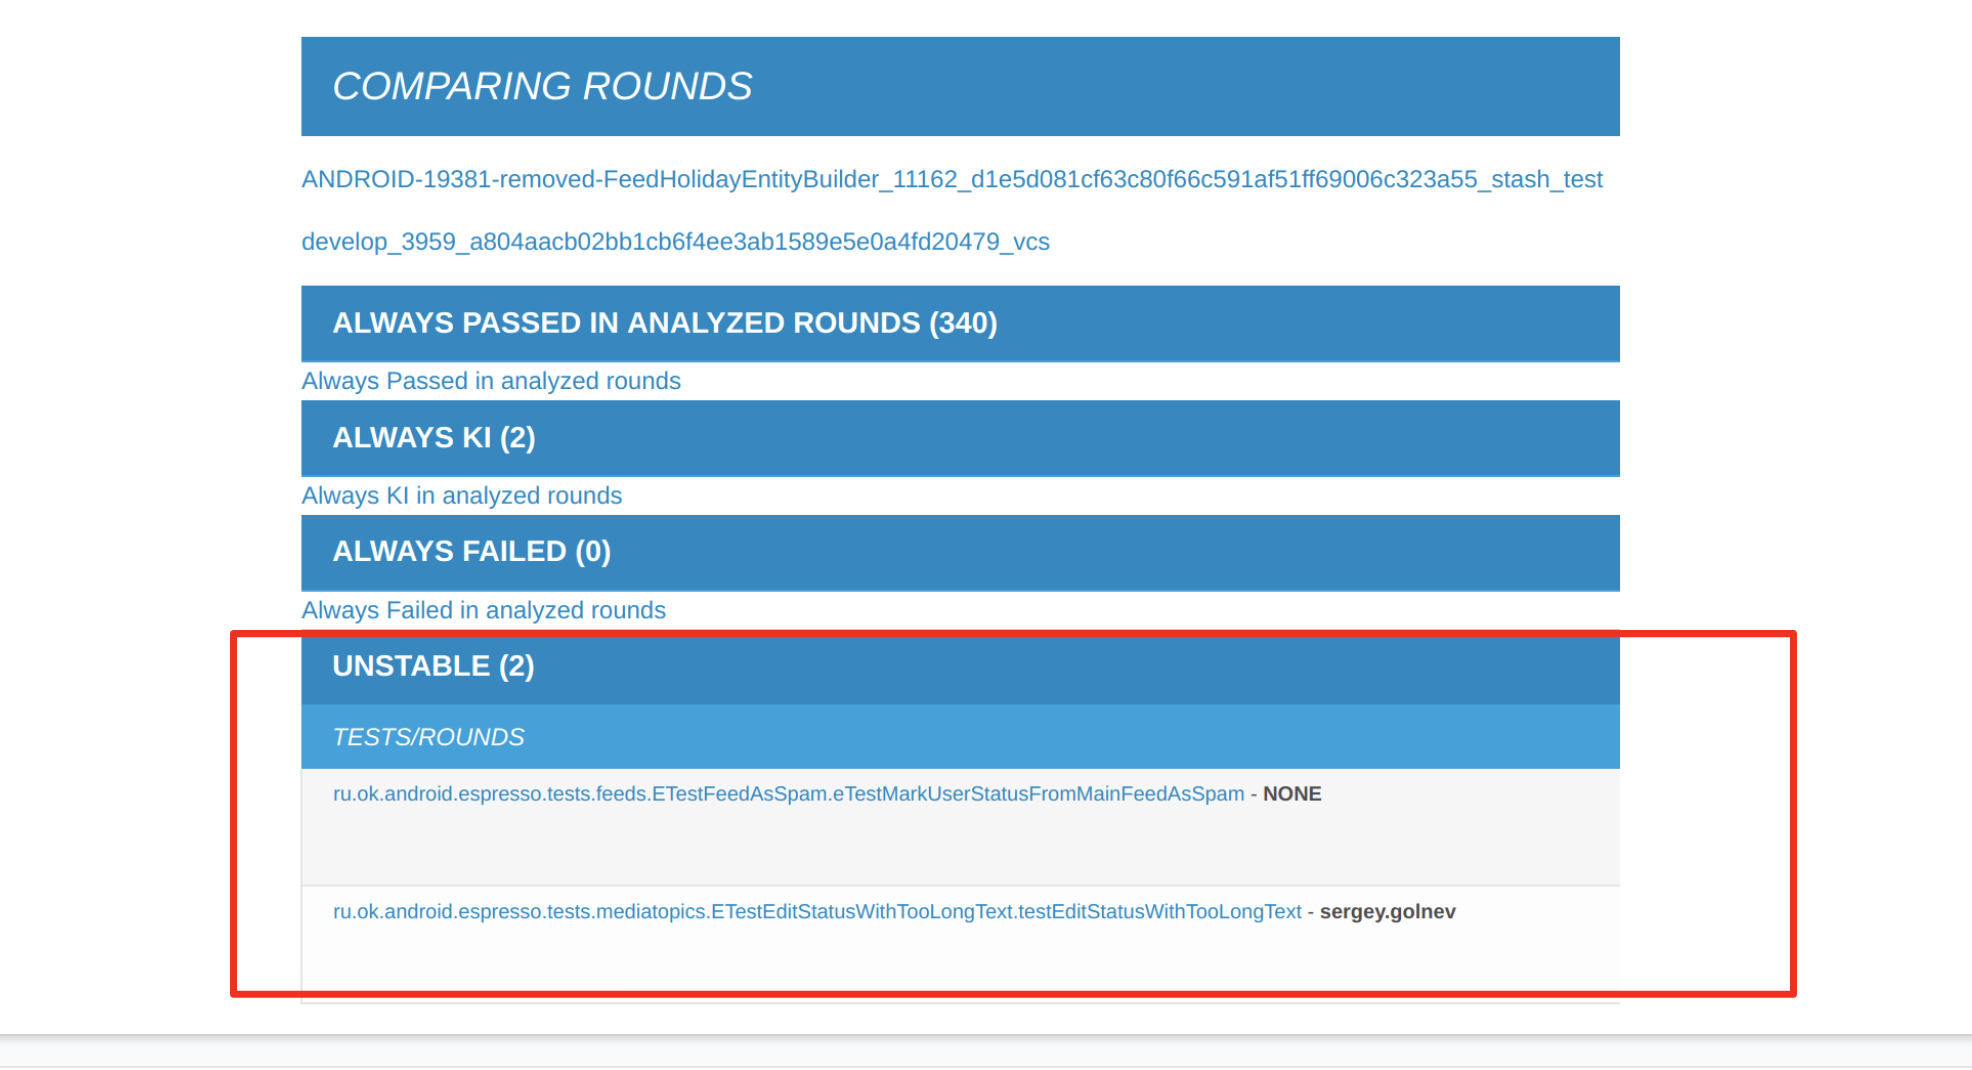 COMPARING ROUNDS
ANDROID-19381-removed-FeedHolidayEntityBuilder_11162_d1e5d081cf63c80f66c591af51ff69006c323a55_stash_test
develop_3959_a804aacb02bb1cb6f4ee3ab1589e5e0a4fd20479_vcs
ALWAYS PASSED IN ANALYZED ROUNDS (340)
Always Passed in analyzed rounds
ALWAYS KI (2)
Always KI in analyzed rounds
ALWAYS FAILED (0)
Always Failed in analyzed rounds
UNSTABLE (2)
TESTS/ROUNDS
ru.ok.android.espresso.tests.feeds.ETestFeedAsSpam.eTestMarkUserStatusFromMainFeedAsSpam - NONE
ru.ok.android.espresso.tests.mediatopics.ETestEditStatusWithTooLongText.testEditStatusWithTooLongText - sergey.golnev